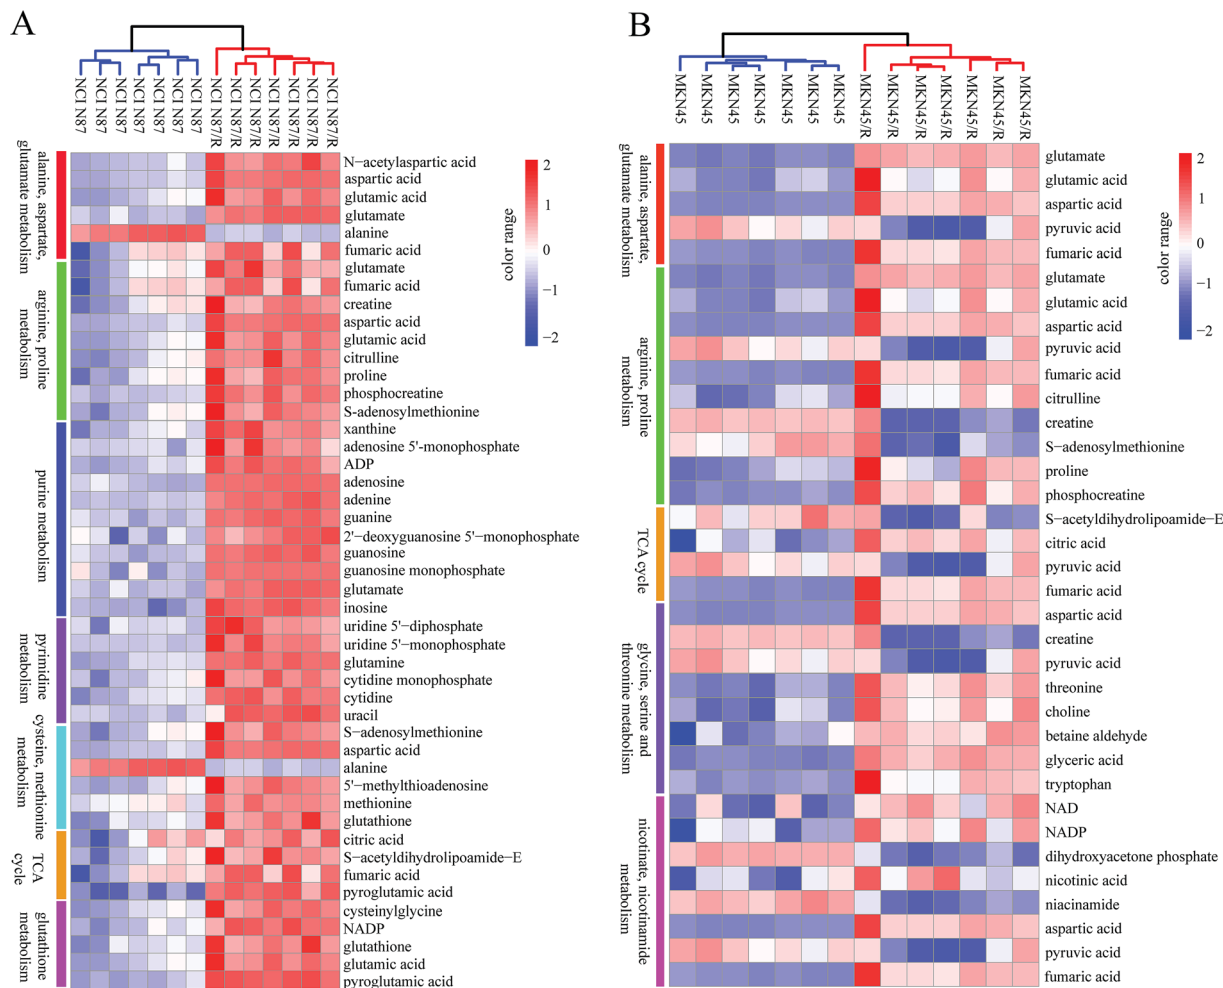 A
NCI N87
NCI N87
NCI N87
NCI N87
NCI N87
NCI N87
NCI N87
NCI N87/R
NCI N87/R
NCI N87/R
NCI N87/R
NCI N87/R
NCI N87/R
NCI N87/R
alanine, aspartate,
glutamate metabolism
N−acetylaspartic acid
aspartic acid
glutamic acid
glutamate
alanine
fumaric acid
arginine, proline
metabolism
glutamate
fumaric acid
creatine
aspartic acid
glutamic acid
citrulline
proline
phosphocreatine
S-adenosylmethionine
purine metabolism
xanthine
adenosine 5'-monophosphate
ADP
adenosine
adenine
guanine
2'−deoxyguanosine 5'−monophosphate
guanosine
guanosine monophosphate
glutamate
inosine
pyrimidine
metabolism
uridine 5'−diphosphate
uridine 5'−monophosphate
glutamine
cytidine monophosphate
cytidine
uracil
cysteine, methionine
metabolism
S−adenosylmethionine
aspartic acid
alanine
5'−methylthioadenosine
methionine
glutathione
TCA
cycle
citric acid
S−acetyldihydrolipoamide−E
fumaric acid
pyroglutamic acid
glutathione
metabolism
cysteinylglycine
NADP
glutathione
glutamic acid
pyroglutamic acid
2
1
0
−1
−2
color range
B
MKN45
MKN45
MKN45
MKN45
MKN45
MKN45
MKN45
MKN45/R
MKN45/R
MKN45/R
MKN45/R
MKN45/R
MKN45/R
MKN45/R
alanine, aspartate,
glutamate metabolism
glutamate
glutamic acid
aspartic acid
pyruvic acid
fumaric acid
arginine, proline
metabolism
glutamate
glutamic acid
aspartic acid
pyruvic acid
fumaric acid
citrulline
creatine
S−adenosylmethionine
proline
phosphocreatine
TCA cycle
S−acetyldihydrolipoamide−E
citric acid
pyruvic acid
fumaric acid
glycine, serine and
threonine metabolism
aspartic acid
creatine
pyruvic acid
threonine
choline
betaine aldehyde
glyceric acid
tryptophan
nicotinate, nicotinamide
metabolism
NAD
NADP
dihydroxyacetone phosphate
nicotinic acid
niacinamide
aspartic acid
pyruvic acid
fumaric acid
2
1
0
−1
−2
color range